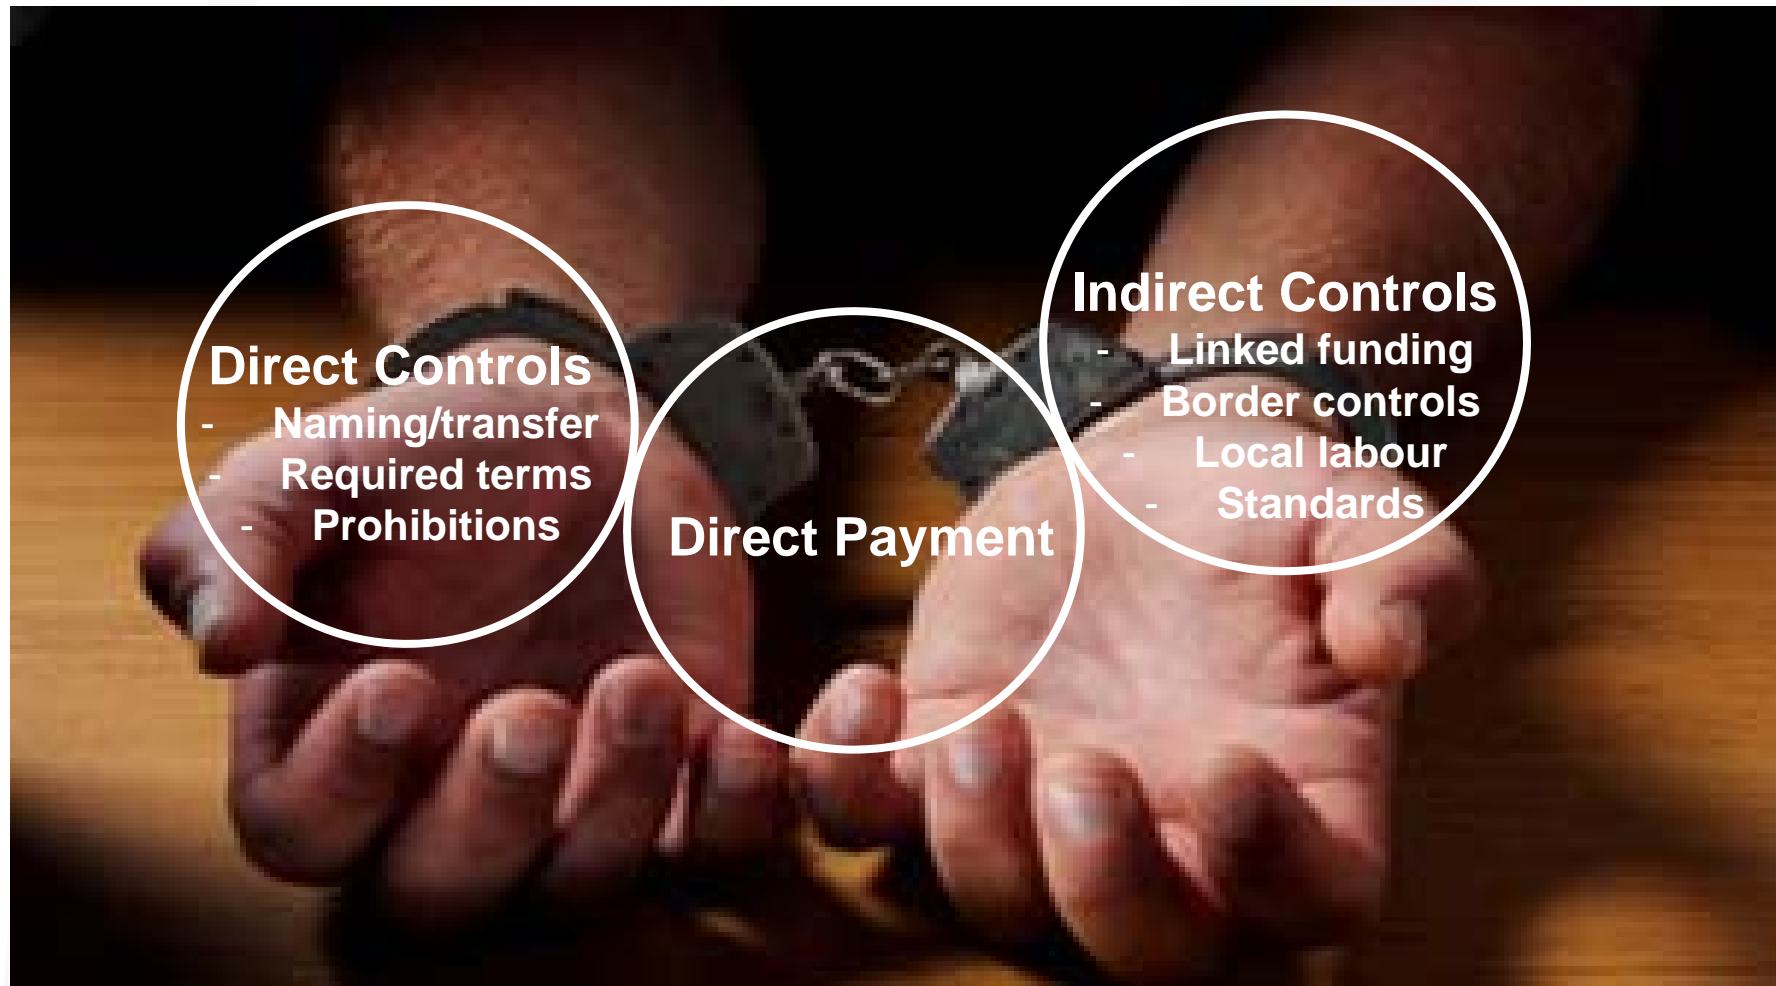 Direct Controls
- Naming/transfer
- Required terms
- Prohibitions
Direct Payment
Indirect Controls
- Linked funding
- Border controls
- Local labour
- Standards